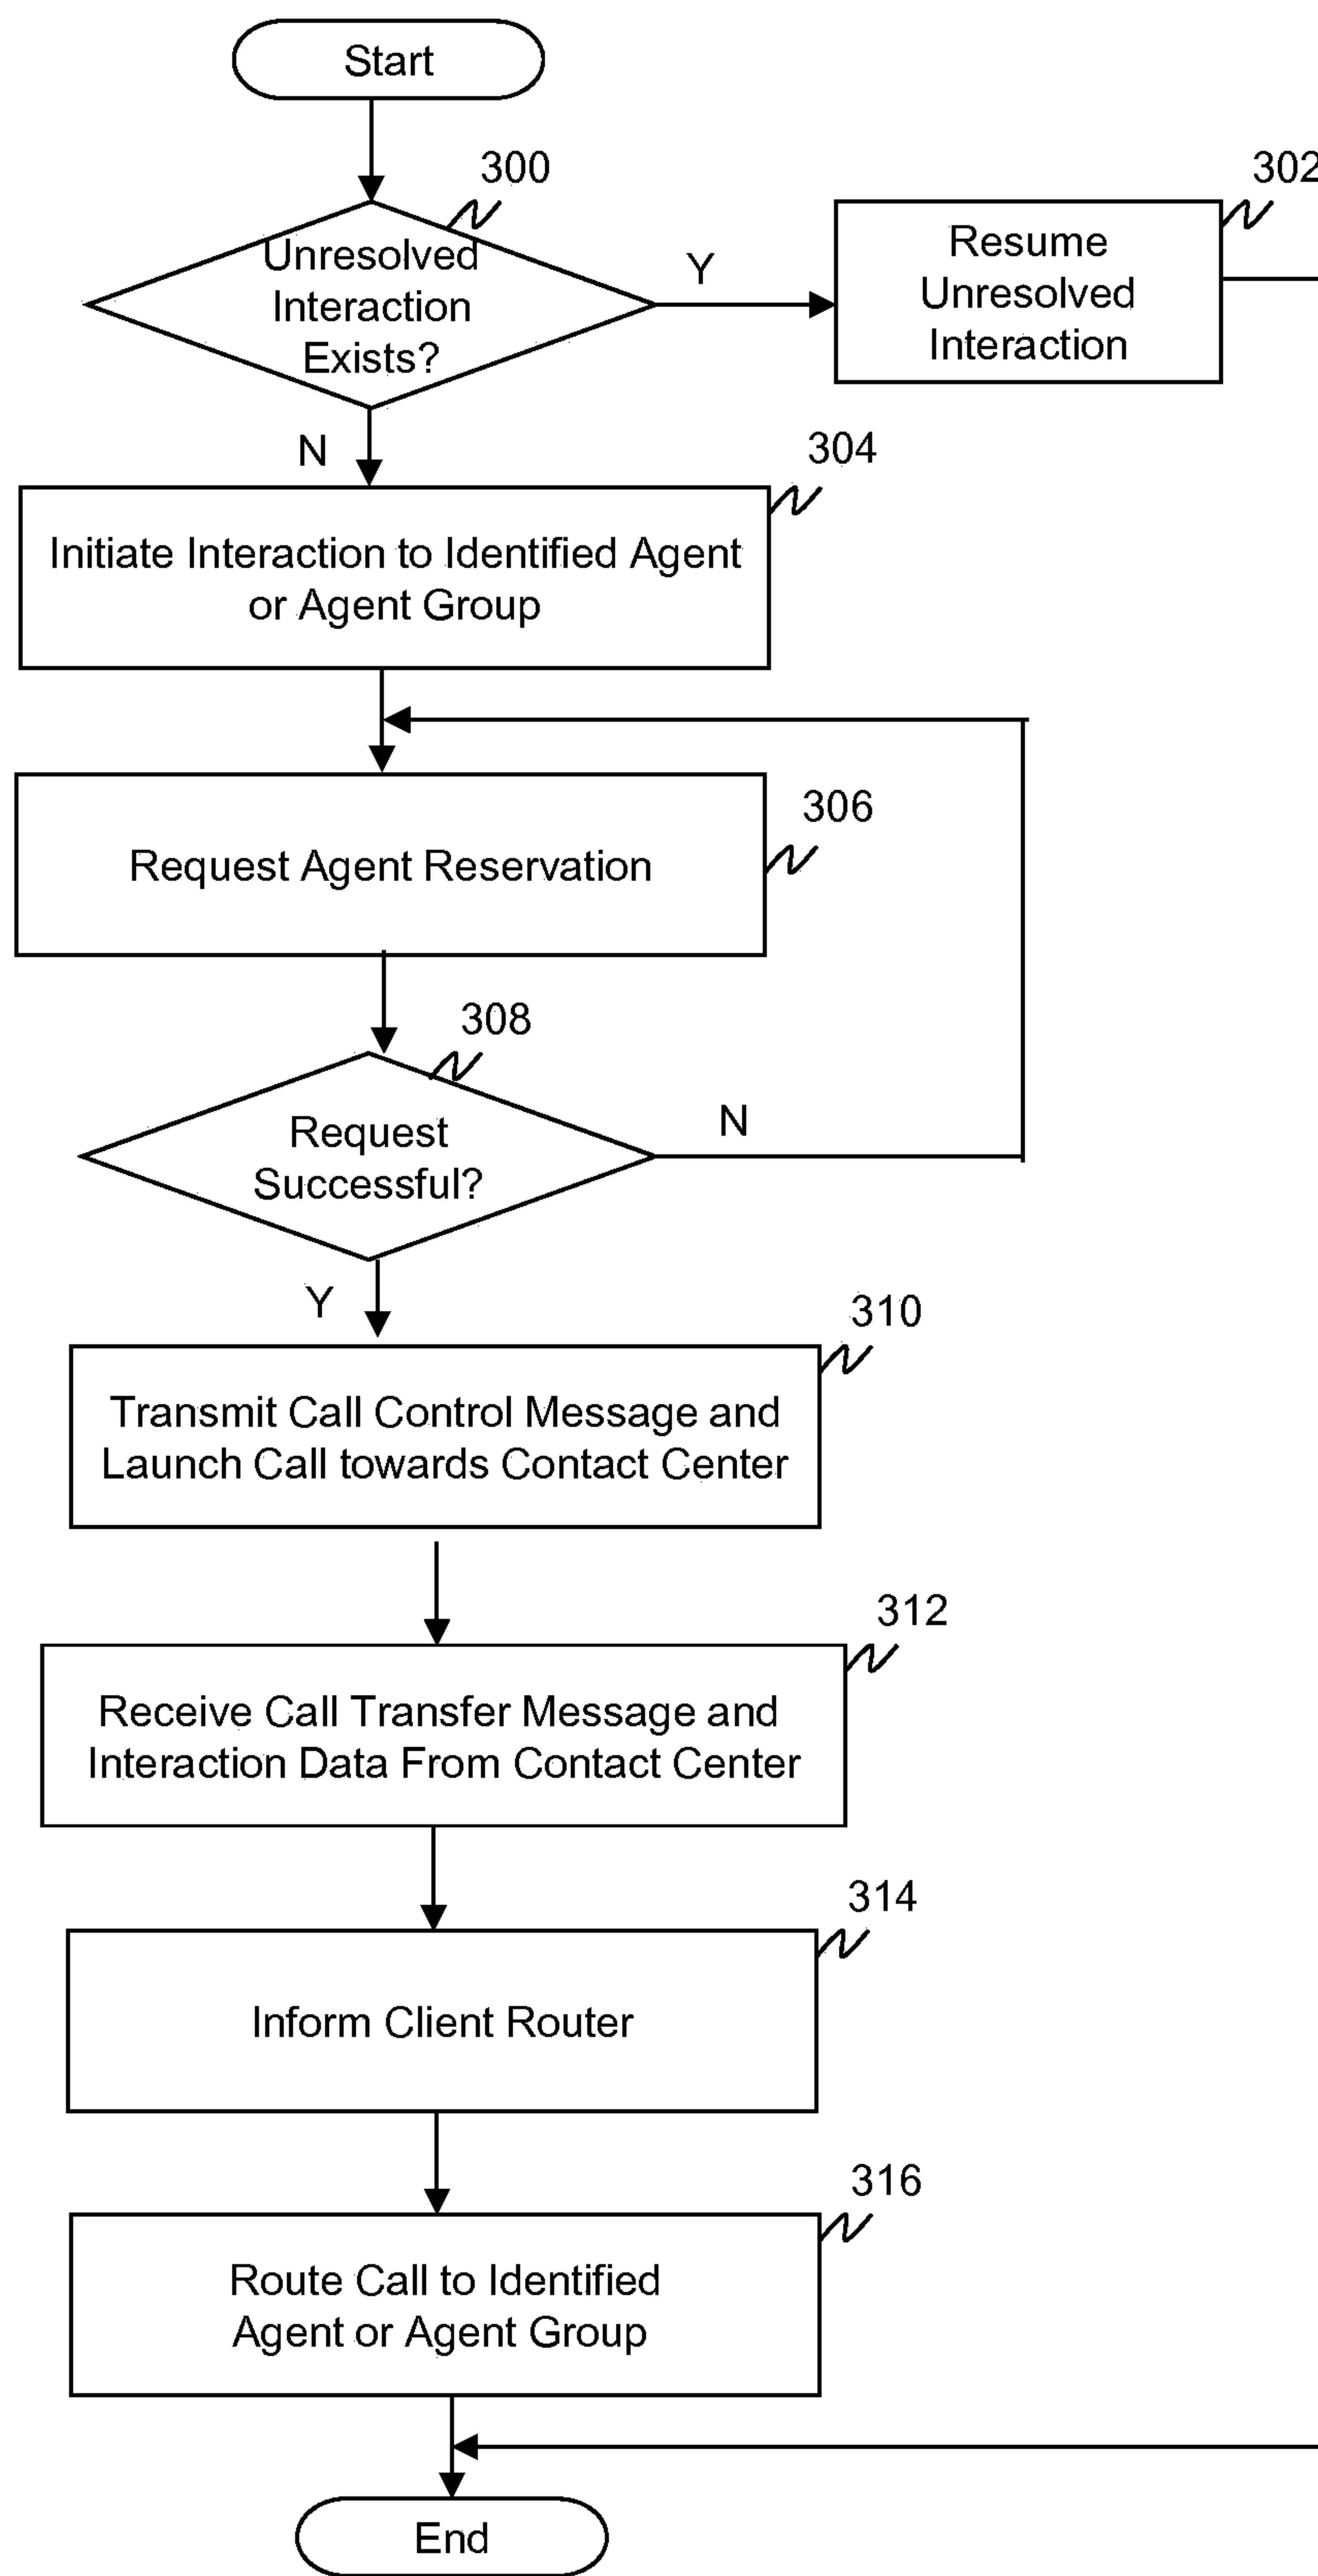 Start
300
Unresolved
Interaction
Exists?
Y
302
Resume
Unresolved
Interaction
N
304
Initiate Interaction to Identified Agent
or Agent Group
306
Request Agent Reservation
308
Request
Successful?
N
Y
310
Transmit Call Control Message and
Launch Call towards Contact Center
312
Receive Call Transfer Message and
Interaction Data From Contact Center
314
Inform Client Router
316
Route Call to Identified
Agent or Agent Group
End